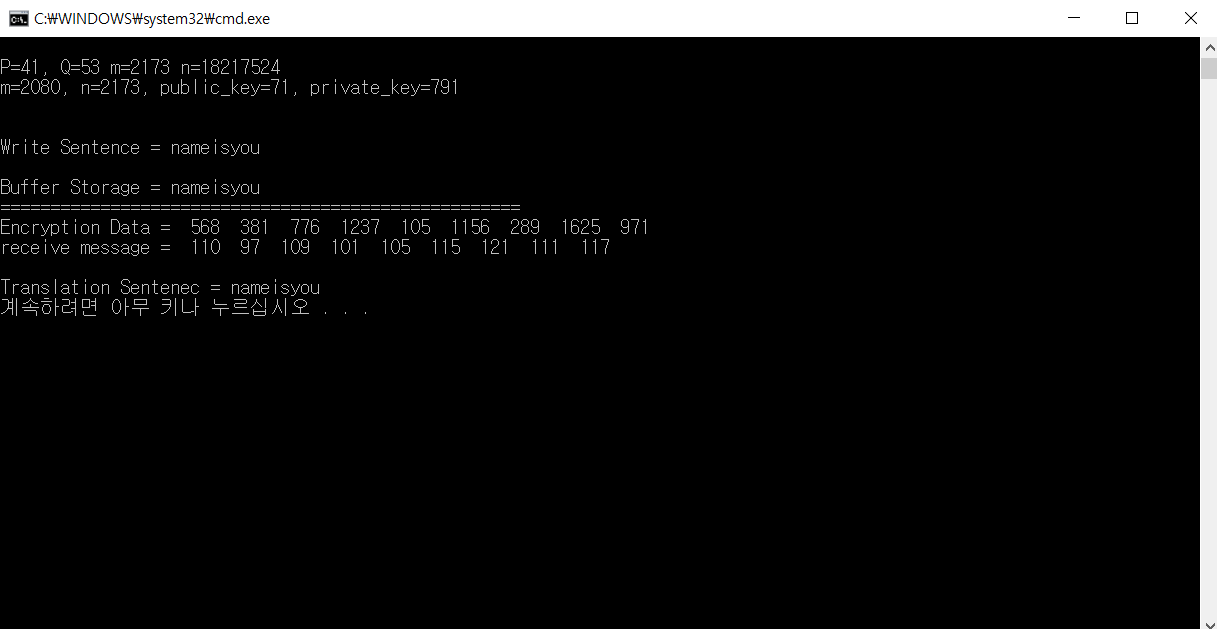 C:\WINDOWS\system32\cmd.exe
P=41, Q=53 m=2173 n=18217524
m=2080, n=2173, public_key=71, private_key=791
Write Sentence = nameisyou
Buffer Storage = nameisyou
====================================================
Encryption Data =  568  381  776  1237  105  1156  289  1625  971
receive message =  110  97  109  101  105  115  121  111  117
Translation Sentenec = nameisyou
계속하려면 아무 키나 누르십시오 . . .